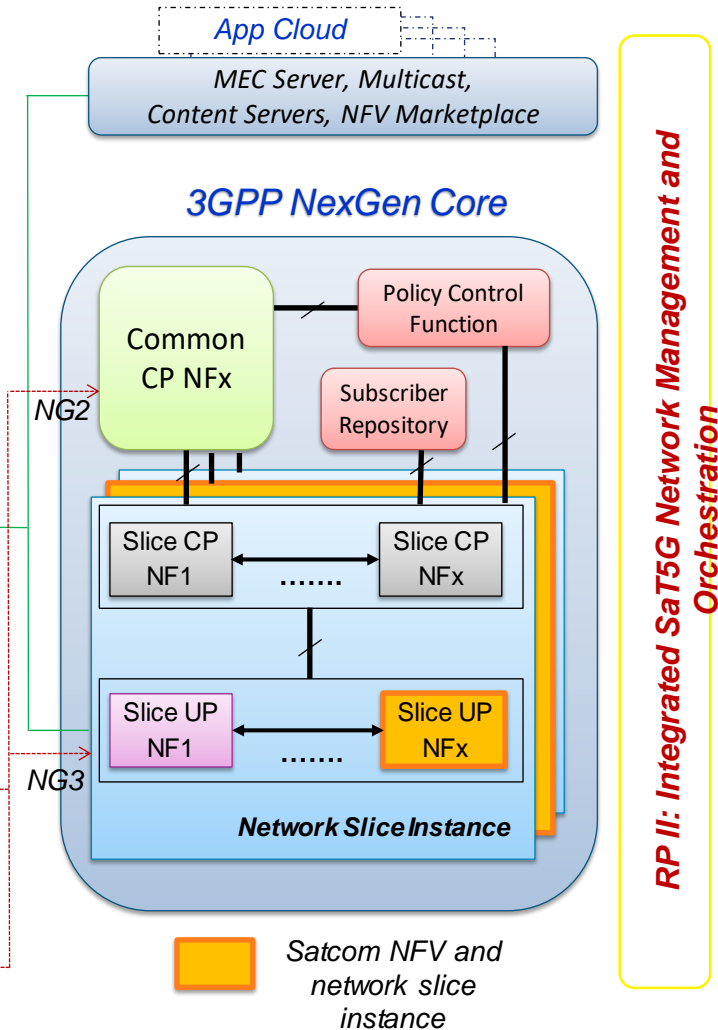 App Cloud
MEC Server, Multicast,
Content Servers, NFV Marketplace
3GPP NexGen Core
Common
CP NFx
Policy Control
Function
Subscriber
Repository
NG2
Slice CP
NF1
.......
Slice CP
NFx
Slice UP
NF1
.......
Slice UP
NFx
NG3
Network Slice Instance
Satcom NFV and
network slice
instance
RP II: Integrated SaT5G Network Management and
Orchestration